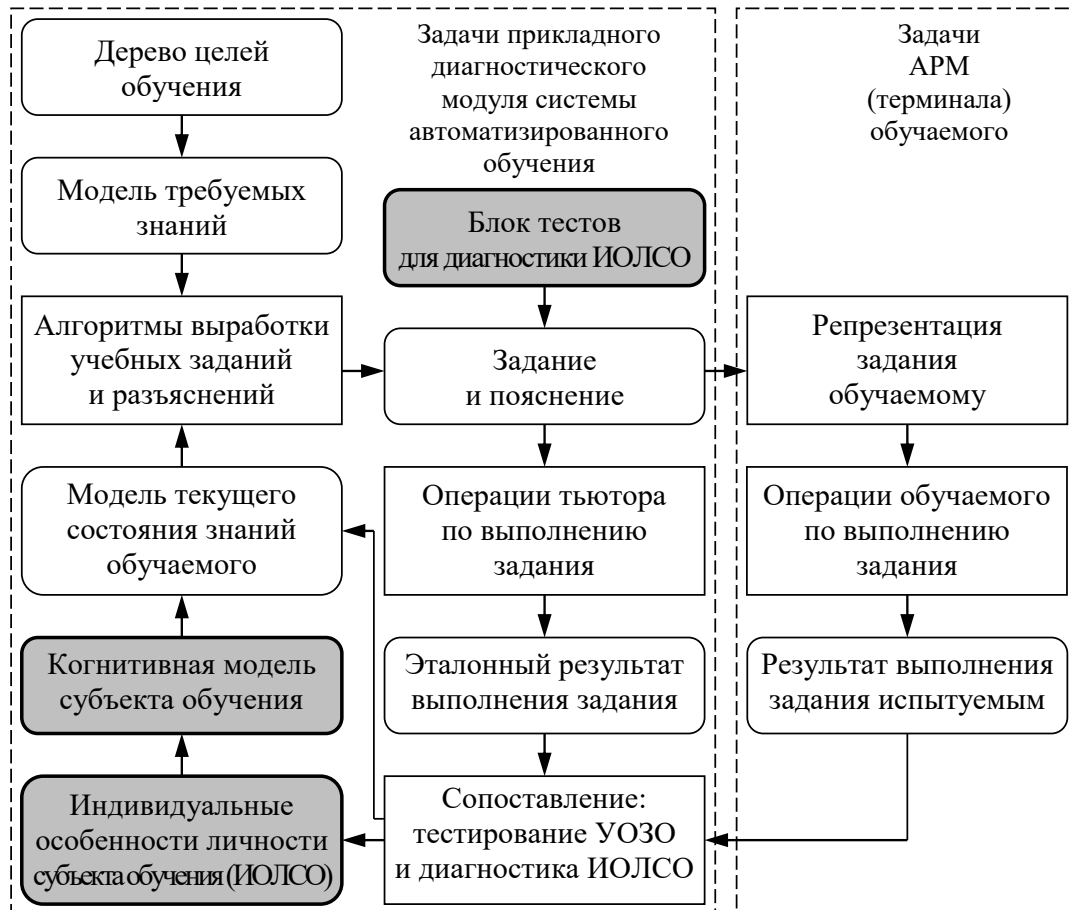 Дерево целей
обучения
Модель требуемых
знаний
Алгоритмы выработки
учебных заданий
и разъяснений
Модель текущего
состояния знаний
обучаемого
Когнитивная модель
субъекта обучения
Индивидуальные
особенности личности
субъекта обучения (ИОЛСО)
Задачи прикладного
диагностического
модуля системы
автоматизированного
обучения
Блок тестов
для диагностики ИОЛСО
Задание
и пояснение
Операции тьютора
по выполнению
задания
Эталонный результат
выполнения задания
Сопоставление:
тестирование УОЗО
и диагностика ИОЛСО
Задачи
АРМ
(терминала)
обучаемого
Репрезентация
задания
обучаемому
Операции обучаемого
по выполнению
задания
Результат выполнения
задания испытуемым